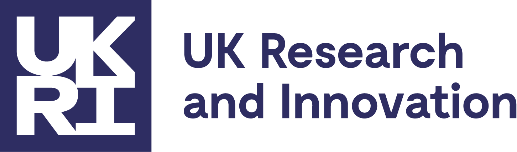 UK
RI
UK Research
and Innovation